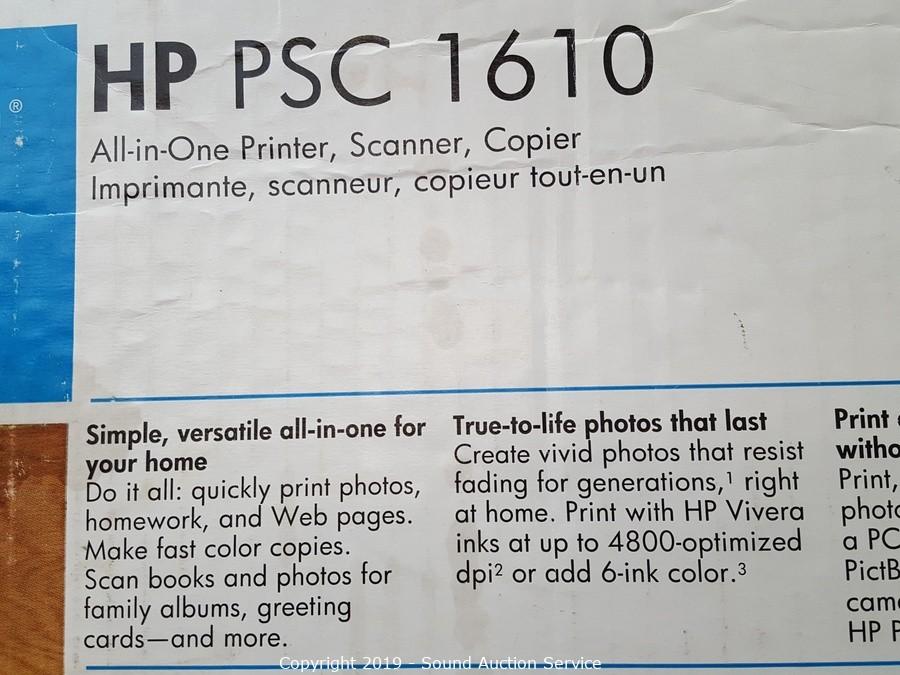 ®
HP PSC 1610
All-in-One Printer, Scanner, Copier
Imprimante, scanneur, copieur tout-en-un
Simple, versatile all-in-one for
your home
Do it all: quickly print photos,
homework, and Web pages.
Make fast color copies.
Scan books and photos for
family albums, greeting
cards—and more.
True-to-life photos that last
Create vivid photos that resist
fading for generations,¹ right
at home. Print with HP Vivera
inks at up to 4800-optimized
dpi² or add 6-ink color.³
Print
Print,
a PC
HP
Copyright 2019 - Sound Auction Service